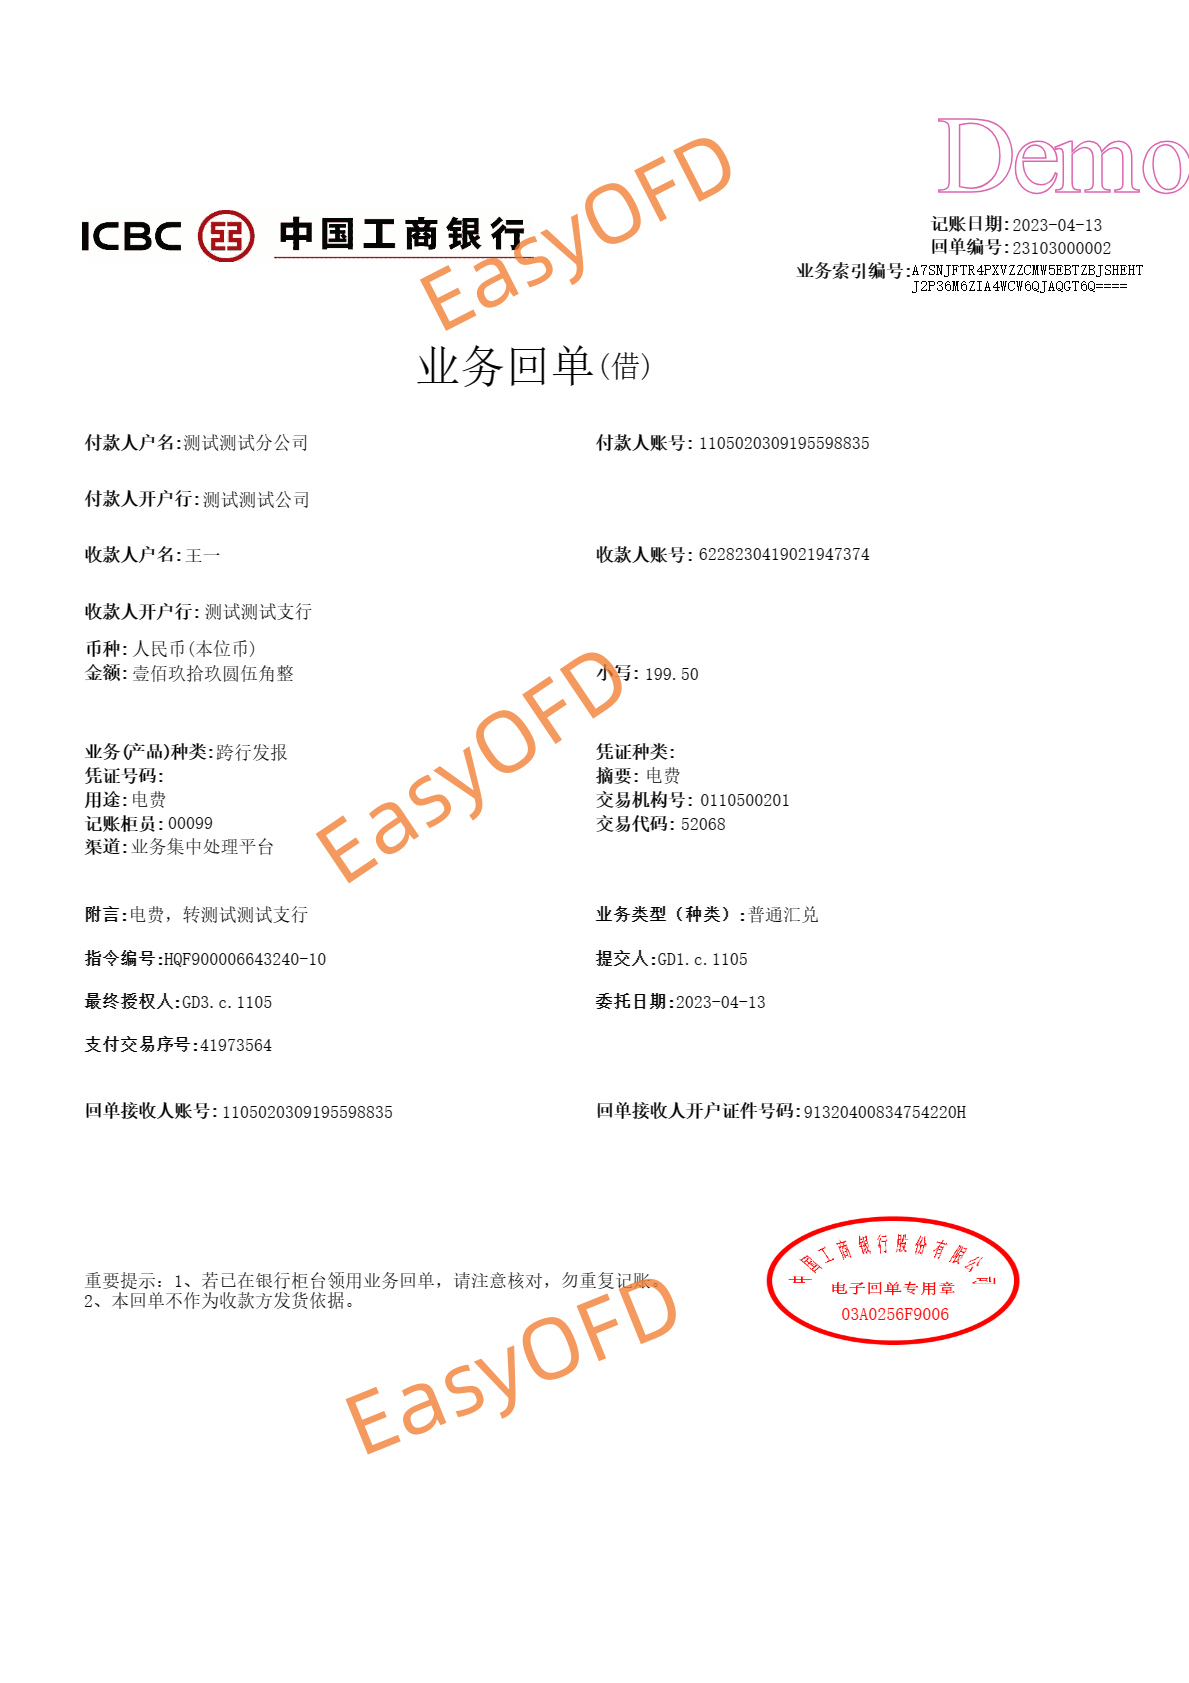 Demo
ICBC 中国工商银行
记账日期:2023-04-13
回单编号:23103000002
业务索引编号:A7SNJFTR4PXVZZCMW5EBTZBJSHEHT
J2P36M6ZIA4WCW6QJAQGT6Q====
EasyOFD
业务回单(借)
付款人户名:测试测试分公司 付款人账号: 1105020309195598835
付款人开户行:测试测试公司
收款人户名:王一 收款人账号: 6228230419021947374
收款人开户行: 测试测试支行
币种: 人民币(本位币)
金额: 壹佰玖拾玖圆伍角整 小写: 199.50
EasyOFD
业务(产品)种类:跨行发报 凭证种类:
凭证号码: 摘要: 电费
用途:电费 交易机构号: 0110500201
记账柜员:00099 交易代码:52068
渠道:业务集中处理平台
附言:电费, 转测试测试支行 业务类型（种类）:普通汇兑
指令编号:HQF900006643240-10 提交人:GD1.c.1105
最终授权人:GD3.c.1105 委托日期:2023-04-13
支付交易序号:41973564
回单接收人账号: 1105020309195598835 回单接收人开户证件号码:91320400834754220H
重要提示：1、若已在银行柜台领用业务回单，请注意核对，勿重复记账。
2、本回单不作为收款方发货依据。
中国工商银行股份有限公司
电子回单专用章
03A0256F9006
EasyOFD